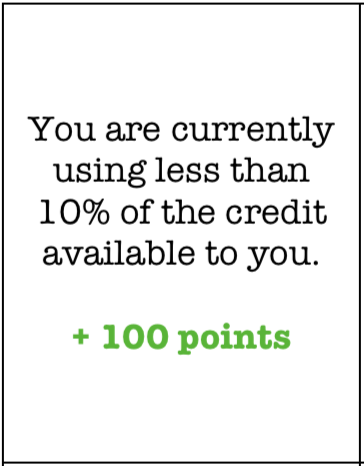 You are currently
using less than
10% of the credit
available to you.
+ 100 points